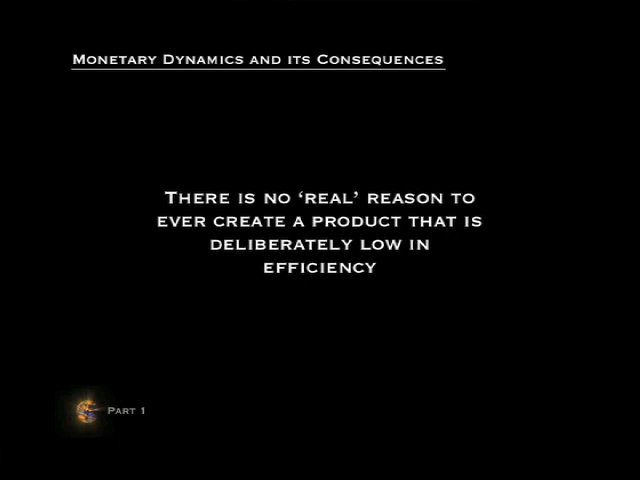 Monetary Dynamics and its Consequences
There is no ‘real’ reason to
ever create a product that is
deliberately low in
efficiency
Part 1